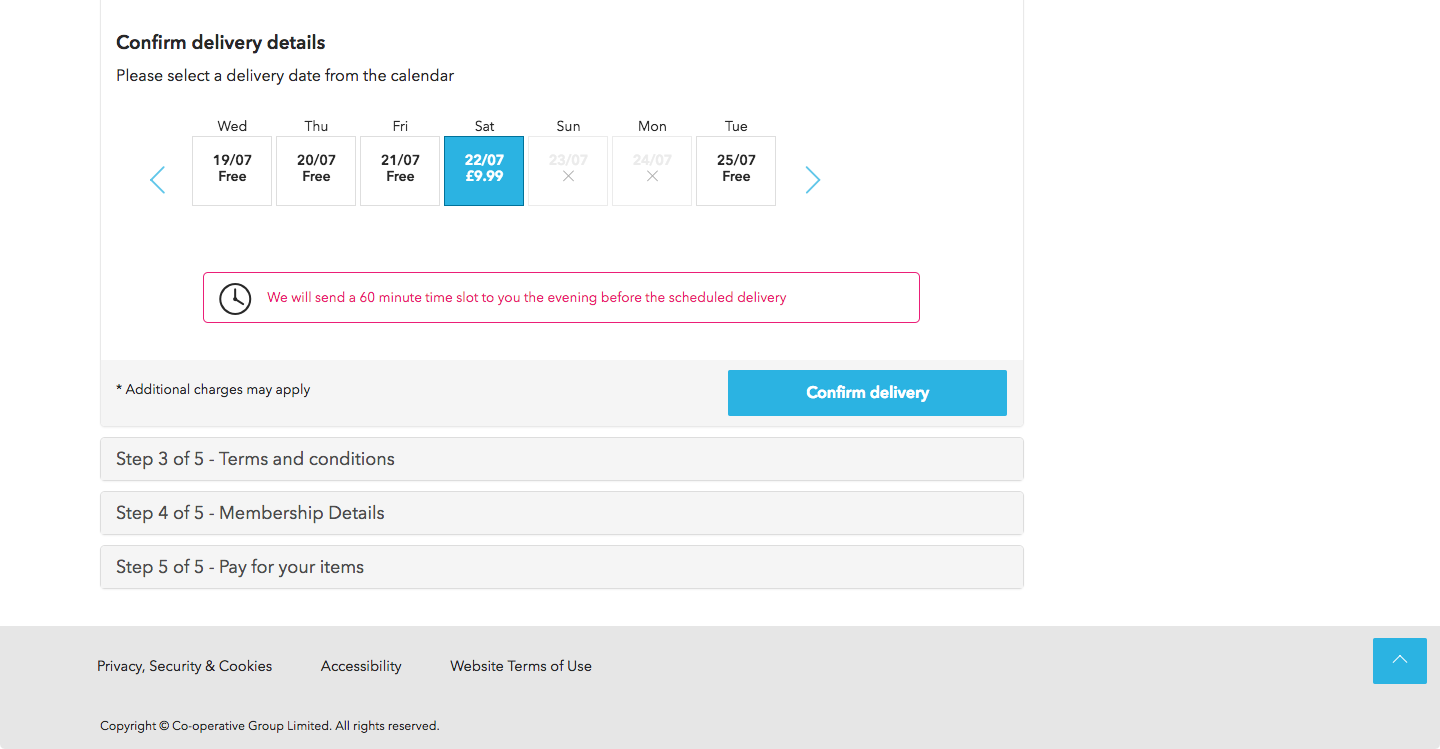 Confirm delivery details
Please select a delivery date from the calendar
Wed Thu Fri Sat Sun Mon Tue
19/07 20/07 21/07 22/07 23/07 24/07 25/07
Free Free Free £9.99 Free
We will send a 60 minute time slot to you the evening before the scheduled delivery
* Additional charges may apply
Confirm delivery
Step 3 of 5 - Terms and conditions
Step 4 of 5 - Membership Details
Step 5 of 5 - Pay for your items
Privacy, Security & Cookies Accessibility Website Terms of Use
Copyright © Co-operative Group Limited. All rights reserved.